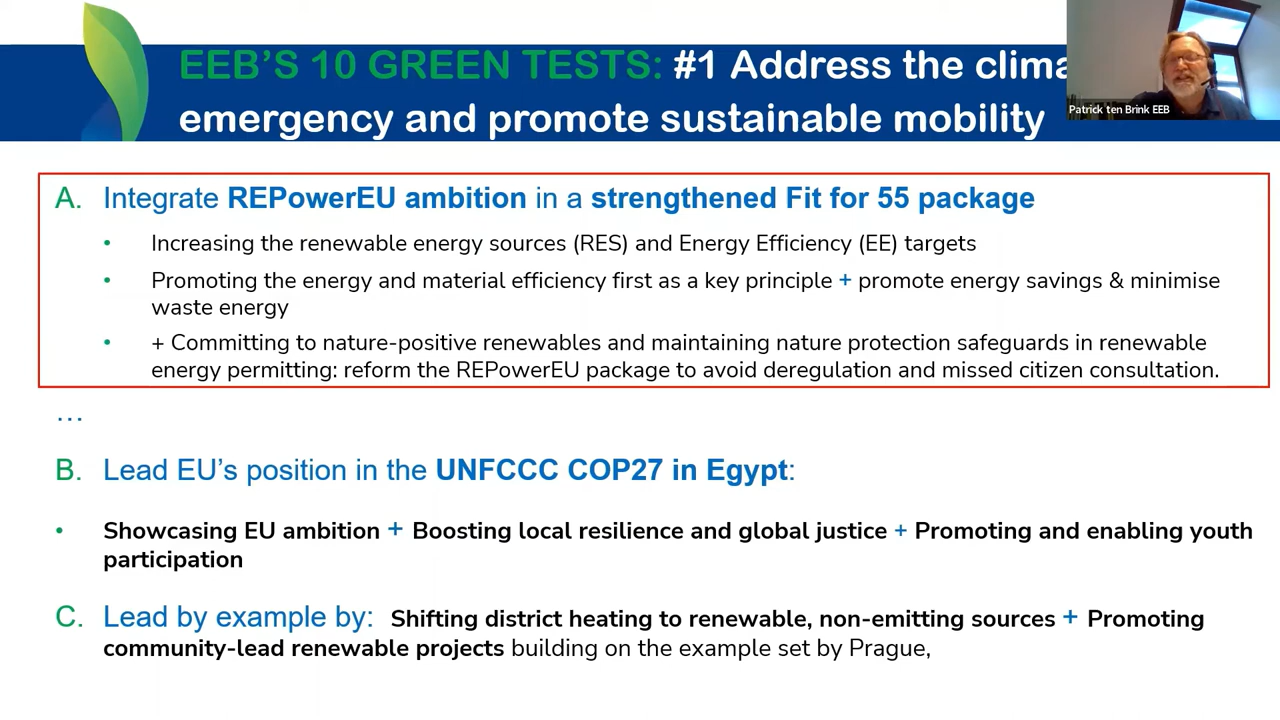 EEB'S 10 GREEN TESTS: #1 Address the clima
emergency and promote sustainable mobility
Patrick ten Brink EEB
A. Integrate REPowerEU ambition in a strengthened Fit for 55 package
• Increasing the renewable energy sources (RES) and Energy Efficiency (EE) targets
• Promoting the energy and material efficiency first as a key principle + promote energy savings & minimise
waste energy
• + Committing to nature-positive renewables and maintaining nature protection safeguards in renewable
energy permitting: reform the REPowerEU package to avoid deregulation and missed citizen consultation.
…
B. Lead EU's position in the UNFCCC COP27 in Egypt:
• Showcasing EU ambition + Boosting local resilience and global justice + Promoting and enabling youth
participation
C. Lead by example by: Shifting district heating to renewable, non-emitting sources + Promoting
community-lead renewable projects building on the example set by Prague,